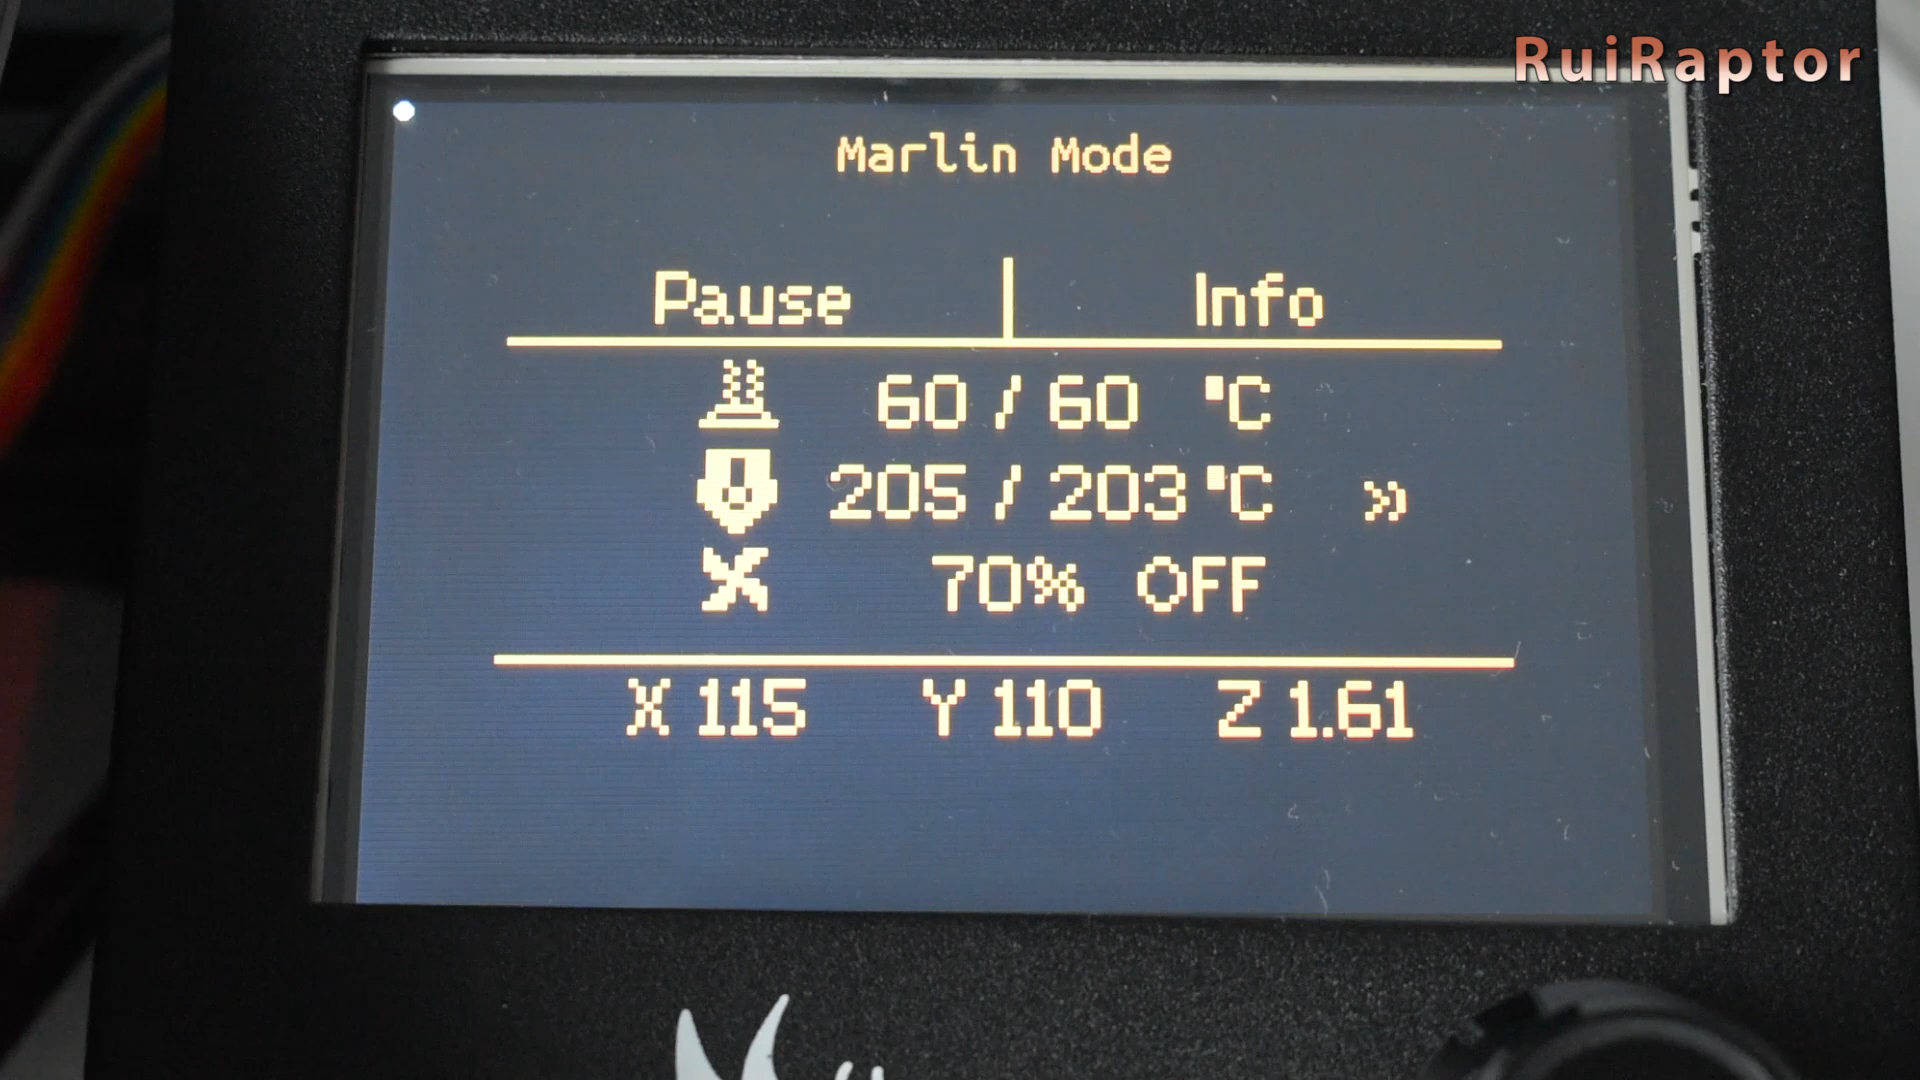 RuiRaptor
Marlin Mode
Pause | Info
60 / 60 °C
205 / 203 °C »
70% OFF
X 115 Y 110 Z 1.61